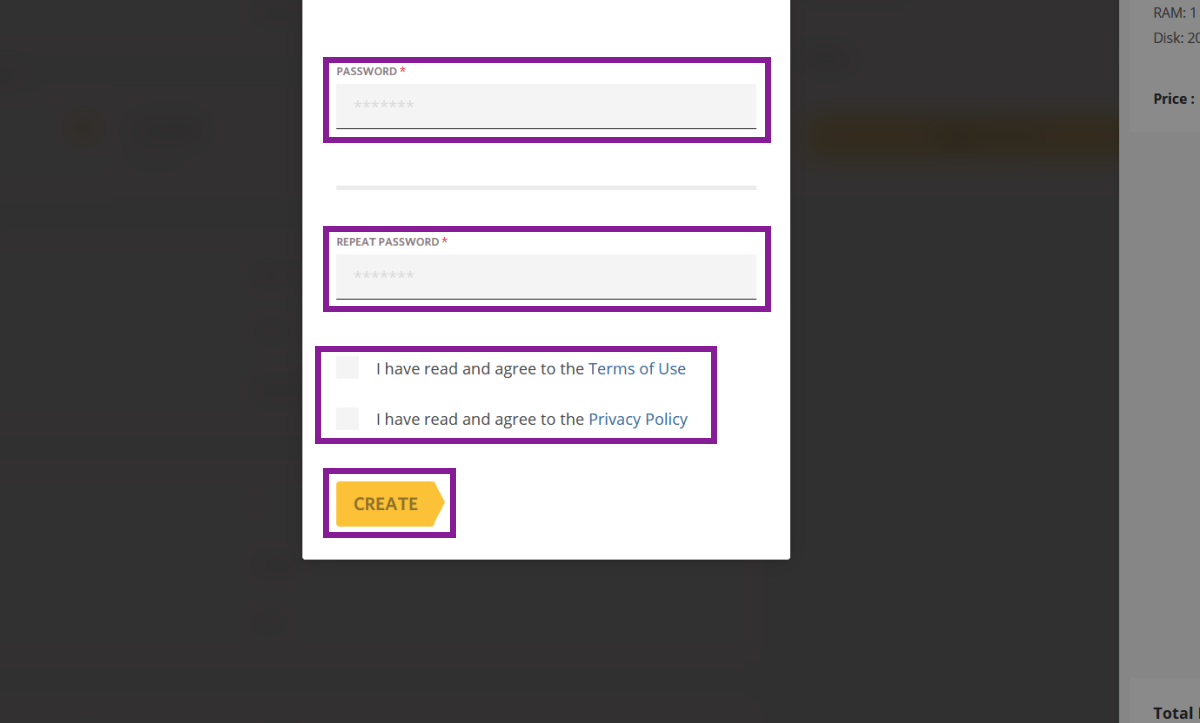 RAM: 1
Disk: 20
Price :
PASSWORD *
*******
REPEAT PASSWORD *
*******
I have read and agree to the Terms of Use
I have read and agree to the Privacy Policy
CREATE
Total